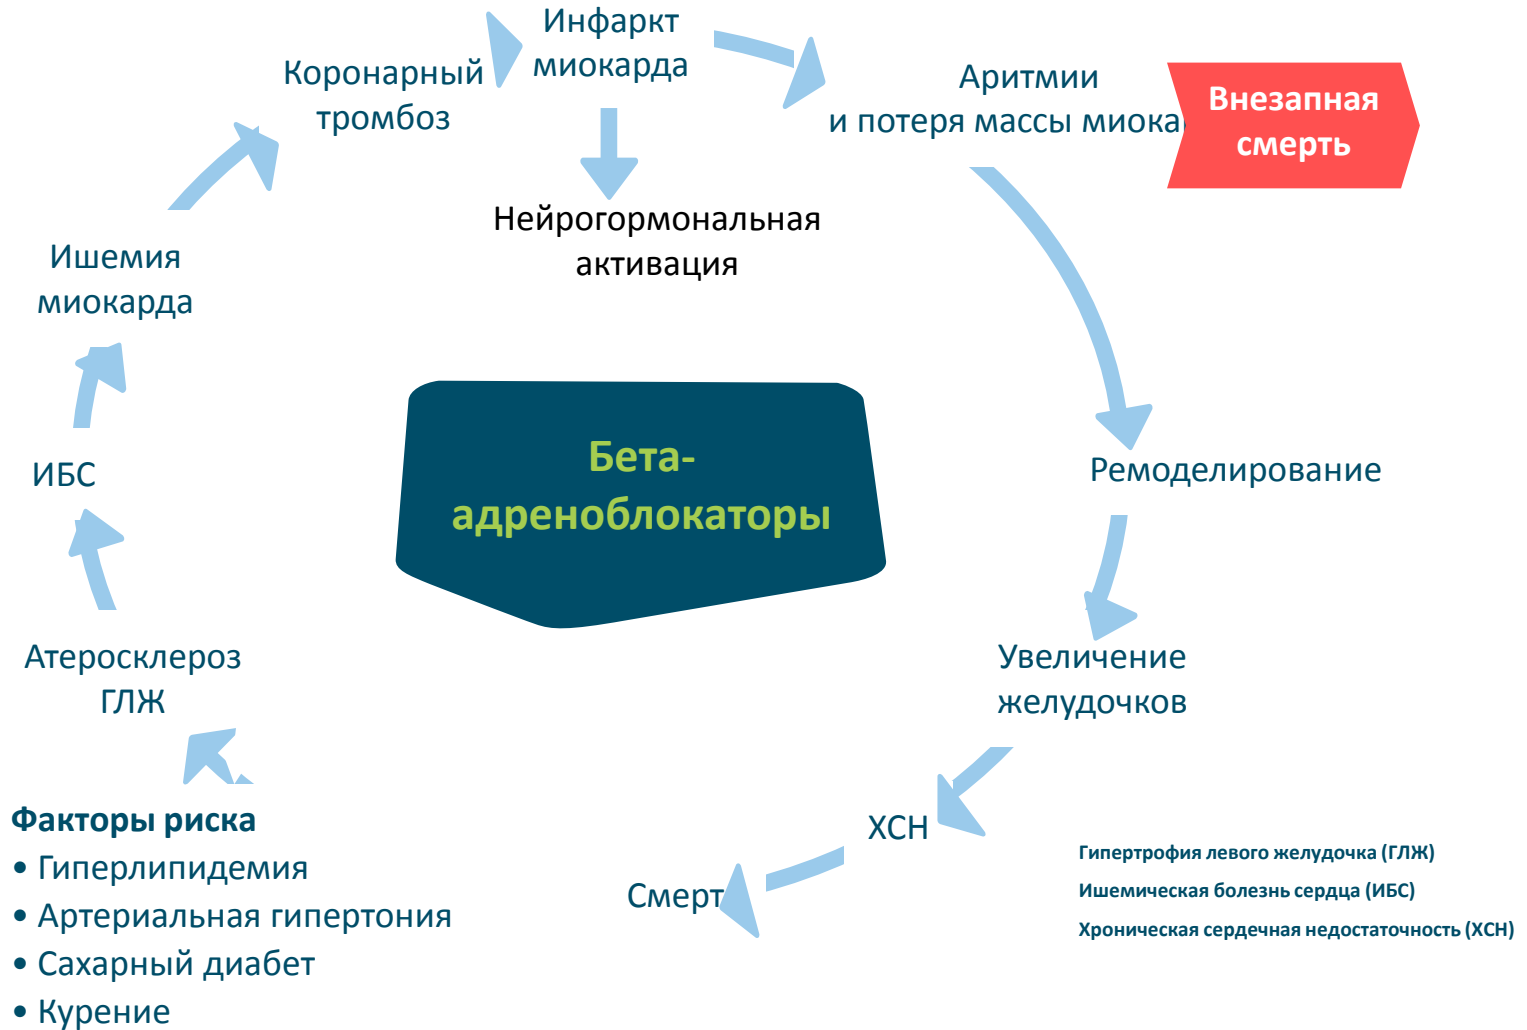 Инфаркт
миокарда
Коронарный
тромбоз
Аритмии
и потеря массы миока
Внезапная
смерть
Нейрогормональная
активация
Ишемия
миокарда
Бета-
адреноблокаторы
ИБС
Ремоделирование
Атеросклероз
ГЛЖ
Увеличение
желудочков
Факторы риска
• Гиперлипидемия
• Артериальная гипертония
• Сахарный диабет
• Курение
ХСН
Смерт
Гипертрофия левого желудочка (ГЛЖ)
Ишемическая болезнь сердца (ИБС)
Хроническая сердечная недостаточность (ХСН)